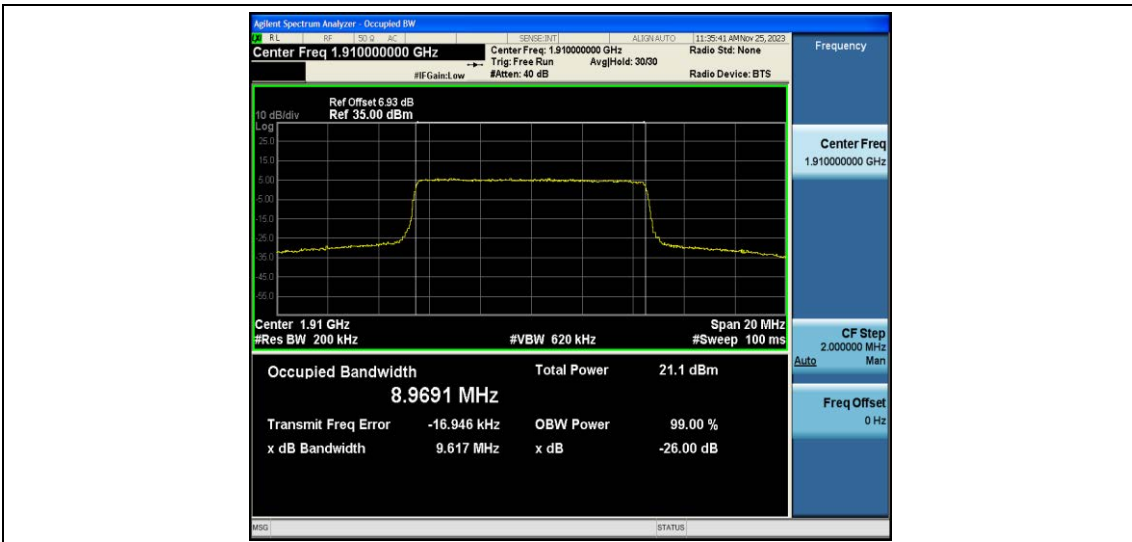 Agilent Spectrum Analyzer - Occupied BW
RL RF 50 Ω AC SENSE:INT ALIGN AUTO 11:35:41 AM Nov 25, 2023
Center Freq 1.910000000 GHz
Center Freq: 1.910000000 GHz Radio Std: None
Trig: Free Run Avg|Hold: 30/30
#IFGain:Low #Atten: 40 dB Radio Device: BTS
Frequency
Ref Offset 6.93 dB
10 dB/div Ref 35.00 dBm
Log
25.0
15.0
5.00
-5.00
-15.0
-25.0
-35.0
-45.0
-55.0
Center 1.91 GHz Span 20 MHz
#Res BW 200 kHz #VBW 620 kHz #Sweep 100 ms
Occupied Bandwidth Total Power 21.1 dBm
8.9691 MHz
Transmit Freq Error -16.946 kHz OBW Power 99.00 %
x dB Bandwidth 9.617 MHz x dB -26.00 dB
Center Freq
1.910000000 GHz
CF Step
2.000000 MHz
Auto Man
Freq Offset
0 Hz
MSG STATUS